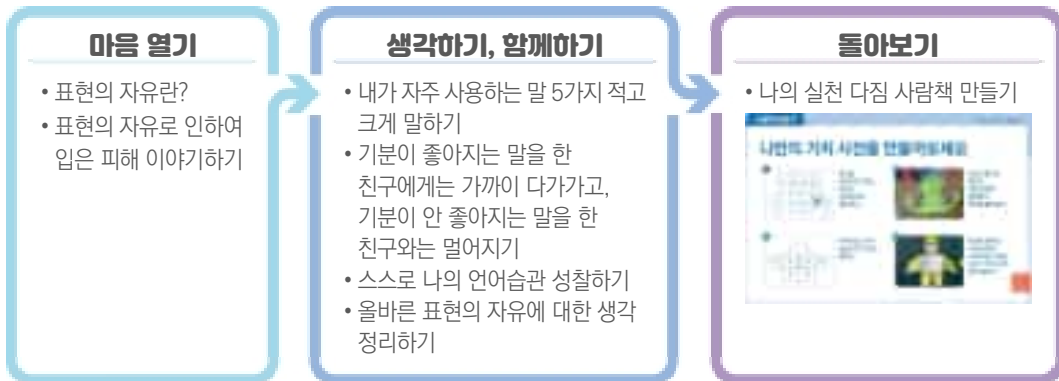 마음 열기
• 표현의 자유란?
• 표현의 자유로 인하여
입은 피해 이야기하기
생각하기, 함께하기
• 내가 자주 사용하는 말 5가지 적고
크게 말하기
• 기분이 좋아지는 말을 한
친구에게는 가까이 다가가고,
기분이 안 좋아지는 말을 한
친구와는 멀어지기
• 스스로 나의 언어습관 성찰하기
• 올바른 표현의 자유에 대한 생각
정리하기
돌아보기
• 나의 실천 다짐 사람책 만들기